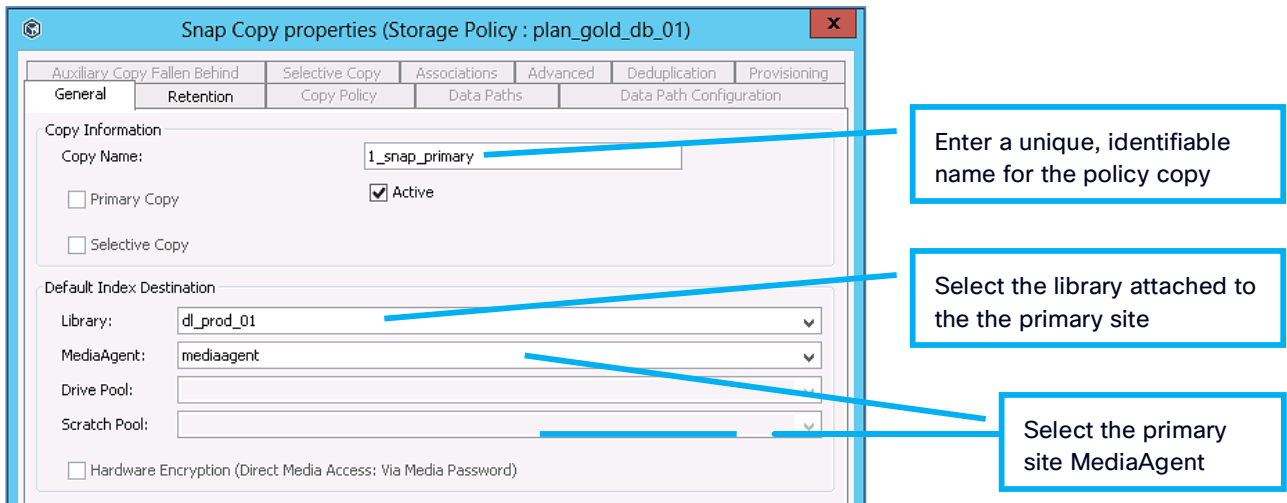 Snap Copy properties (Storage Policy : plan_gold_db_01)
x
Auxiliary Copy Fallen Behind Selective Copy Associations Advanced Deduplication Provisioning
General Retention Copy Policy Data Paths Data Path Configuration
Copy Information
Copy Name: 1_snap_primary
Primary Copy Active
Selective Copy
Enter a unique, identifiable
name for the policy copy
Default Index Destination
Library: dl_prod_01
MediaAgent: mediaagent
Drive Pool:
Scratch Pool:
Hardware Encryption (Direct Media Access: Via Media Password)
Select the library attached to
the the primary site
Select the primary
site MediaAgent